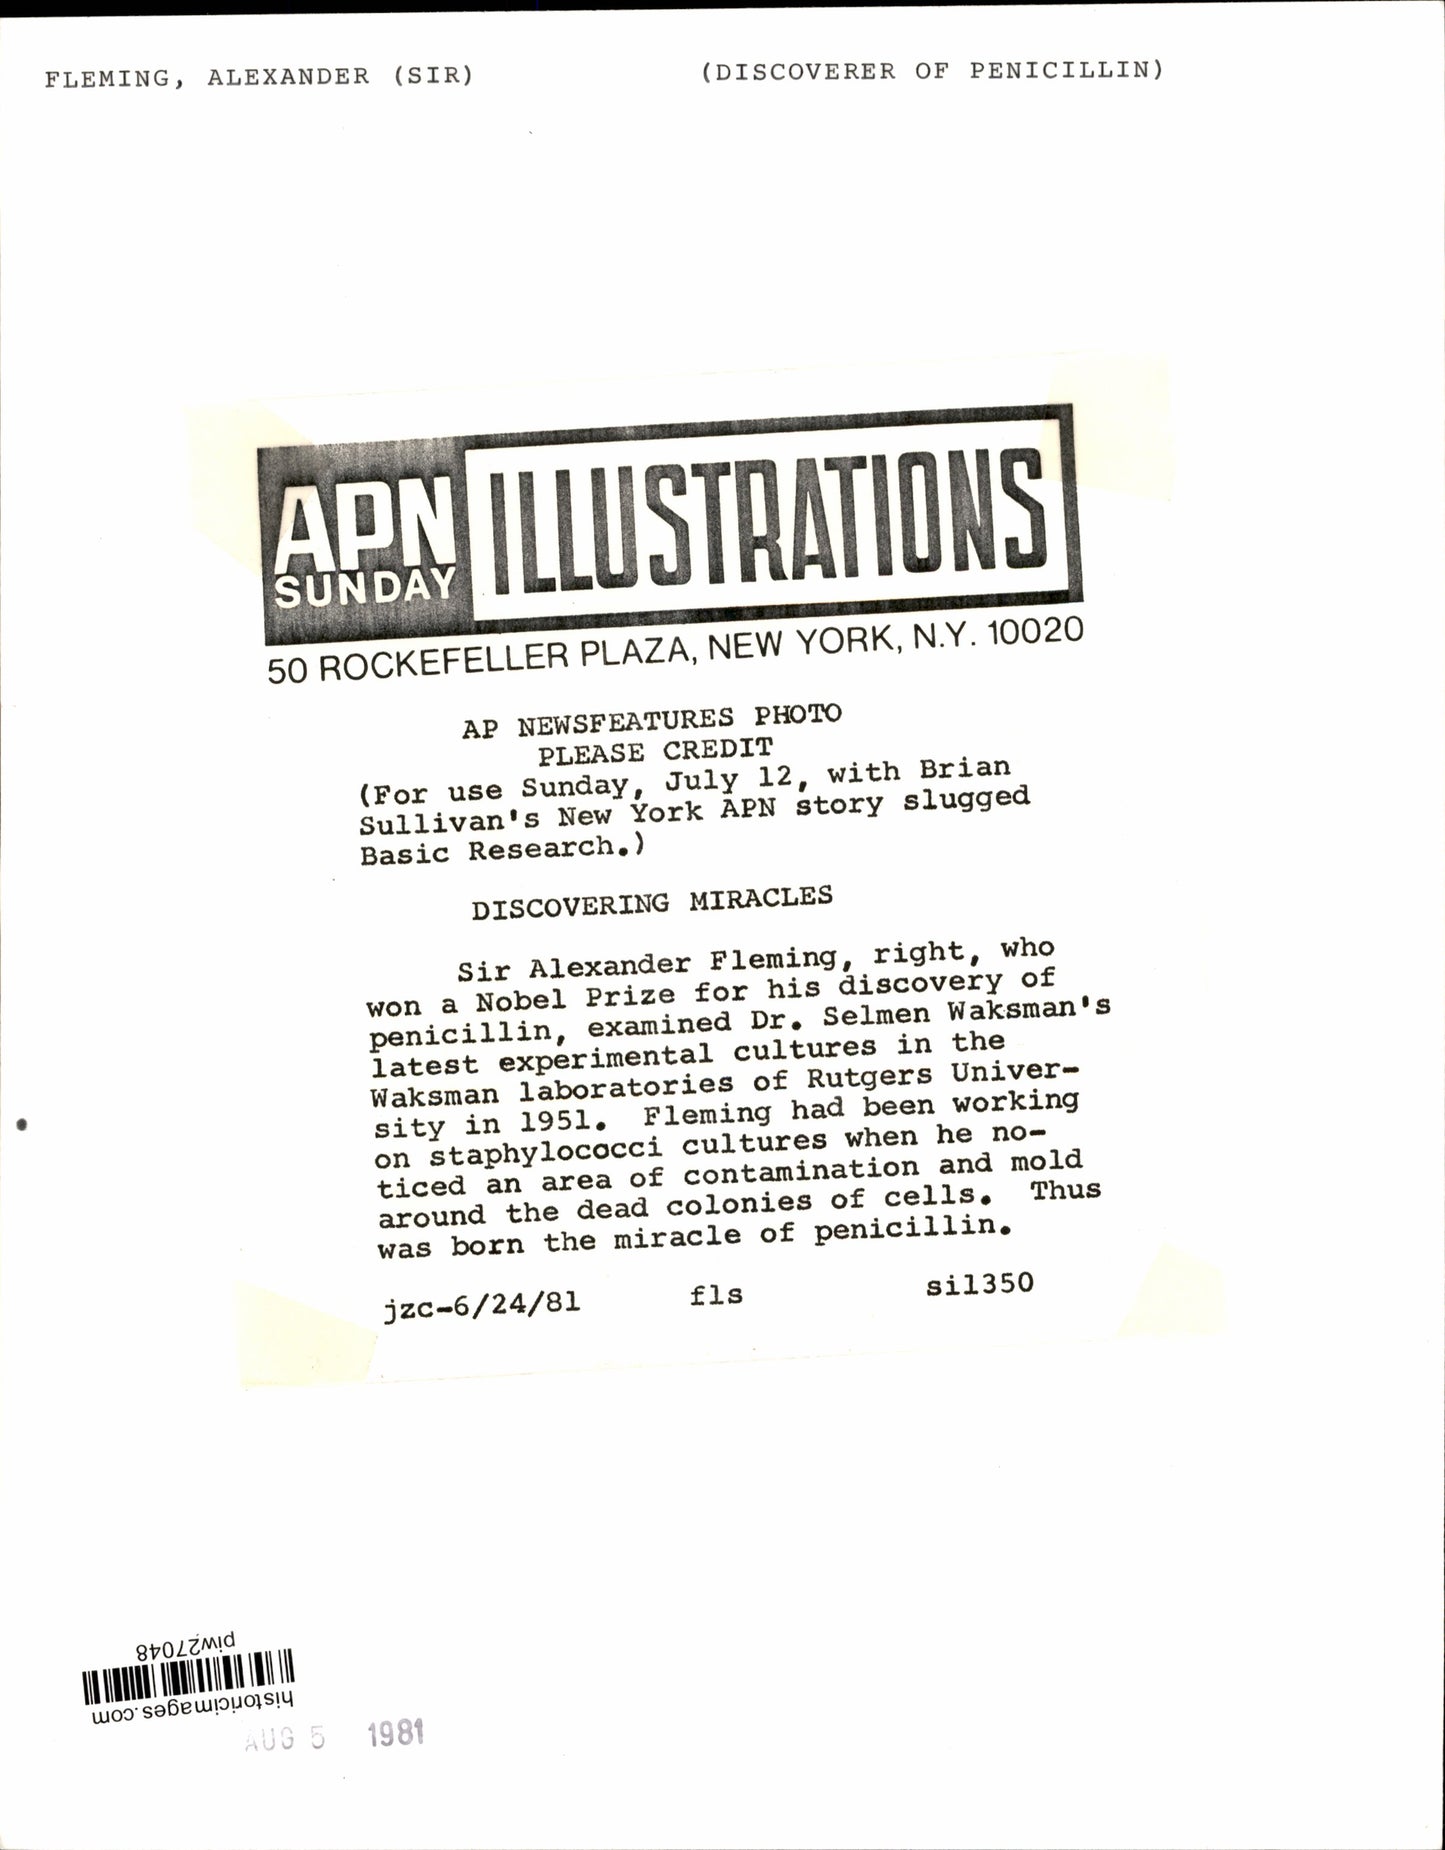 FLEMING, ALEXANDER (SIR) (DISCOVERER OF PENICILLIN)
APN SUNDAY ILLUSTRATIONS
50 ROCKEFELLER PLAZA, NEW YORK, N.Y. 10020
AP NEWSFEATURES PHOTO
PLEASE CREDIT
(For use Sunday, July 12, with Brian
Sullivan's New York APN story slugged
Basic Research.)
DISCOVERING MIRACLES
Sir Alexander Fleming, right, who
won a Nobel Prize for his discovery of
penicillin, examined Dr. Selmen Waksman's
latest experimental cultures in the
Waksman laboratories of Rutgers Univer-
sity in 1951. Fleming had been working
on staphylococci cultures when he no-
ticed an area of contamination and mold
around the dead colonies of cells. Thus
was born the miracle of penicillin.
jzc-6/24/81 fls sil350
piw27048
historicimages.com
AUG 5 1981